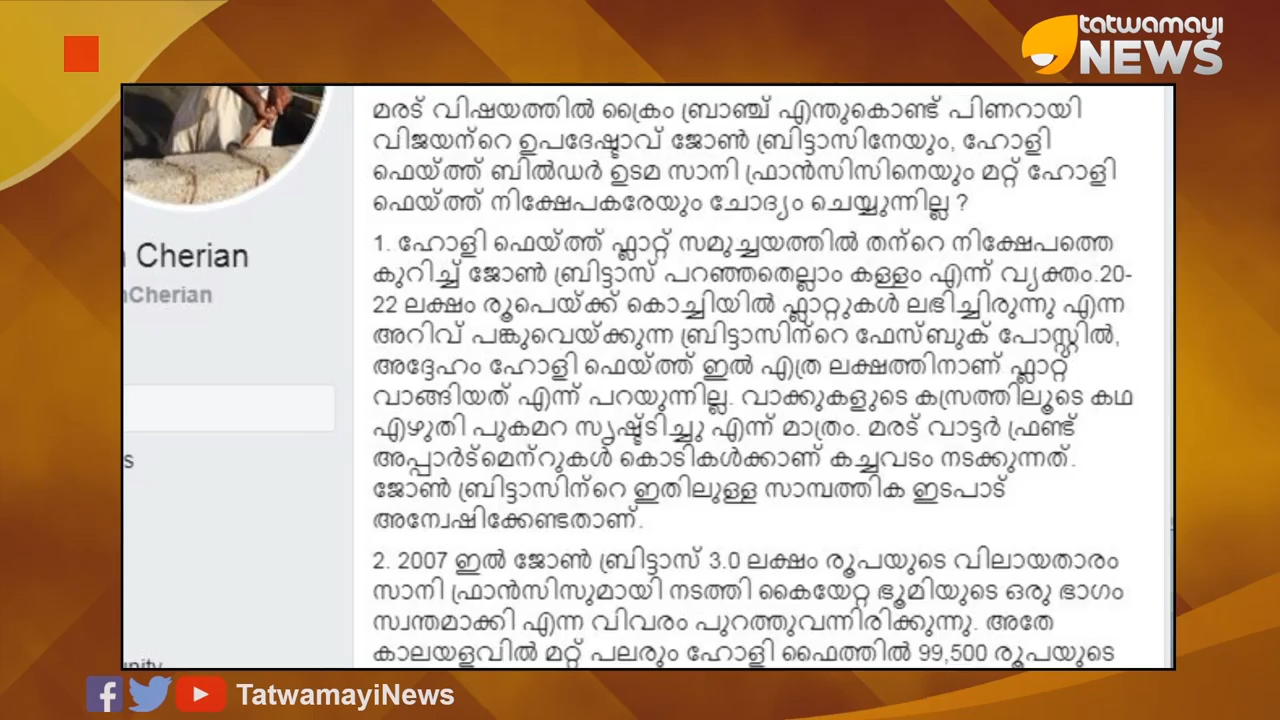 tatwamayi
NEWS
മരട് വിഷയത്തിൽ ക്രൈം ബ്രാഞ്ച് എന്തുകൊണ്ട് പിണറായി
വിജയന്റെ ഉപദേഷ്ടാവ് ജോൺ ബ്രിട്ടാസിനേയും, ഹോളി
ഫെയ്ത്ത് ബിൽഡർ ഉടമ സാനി ഫ്രാൻസിസിനെയും മറ്റ് ഹോളി
ഫെയ്ത്ത് നിക്ഷേപകരേയും ചോദ്യം ചെയ്യുന്നില്ല ?
1. ഹോളി ഫെയ്ത്ത് ഫ്ലാറ്റ് സമുച്ചയത്തിൽ തന്റെ നിക്ഷേപത്തെ
കുറിച്ച് ജോൺ ബ്രിട്ടാസ് പറഞ്ഞതെല്ലാം കള്ളം എന്ന് വ്യക്തം.20-
22 ലക്ഷം രൂപെയ്ക്ക് കൊച്ചിയിൽ ഫ്ലാറ്റുകൾ ലഭിച്ചിരുന്നു എന്ന
അറിവ് പങ്കുവെയ്ക്കുന്ന ബ്രിട്ടാസിന്റെ ഫേസ്ബുക് പോസ്റ്റിൽ,
അദ്ദേഹം ഹോളി ഫെയ്ത്ത് ഇൽ എത്ര ലക്ഷത്തിനാണ് ഫ്ലാറ്റ്
വാങ്ങിയത് എന്ന് പറയുന്നില്ല. വാക്കുകളുടെ കസ്രത്തിലൂടെ കഥ
എഴുതി പുകമറ സൃഷ്ട്ടിച്ചു എന്ന് മാത്രം. മരട് വാട്ടർ ഫ്രണ്ട്
അപ്പാർട്മെന്റുകൾ കൊടികൾക്കാണ് കച്ചവടം നടക്കുന്നത്.
ജോൺ ബ്രിട്ടാസിന്റെ ഇതിലുള്ള സാമ്പത്തിക ഇടപാട്
അന്വേഷിക്കേണ്ടതാണ്.
2. 2007 ഇൽ ജോൺ ബ്രിട്ടാസ് 3.0 ലക്ഷം രൂപയുടെ വിലായതാരം
സാനി ഫ്രാൻസിസുമായി നടത്തി കൈയേറ്റ ഭൂമിയുടെ ഒരു ഭാഗം
സ്വന്തമാക്കി എന്ന വിവരം പുറത്തുവന്നിരിക്കുന്നു. അതേ
കാലയളവിൽ മറ്റ് പലരും ഹോളി ഫൈത്തിൽ 99,500 രൂപയുടെ
Cherian
Cherian
s
unity
TatwamayiNews